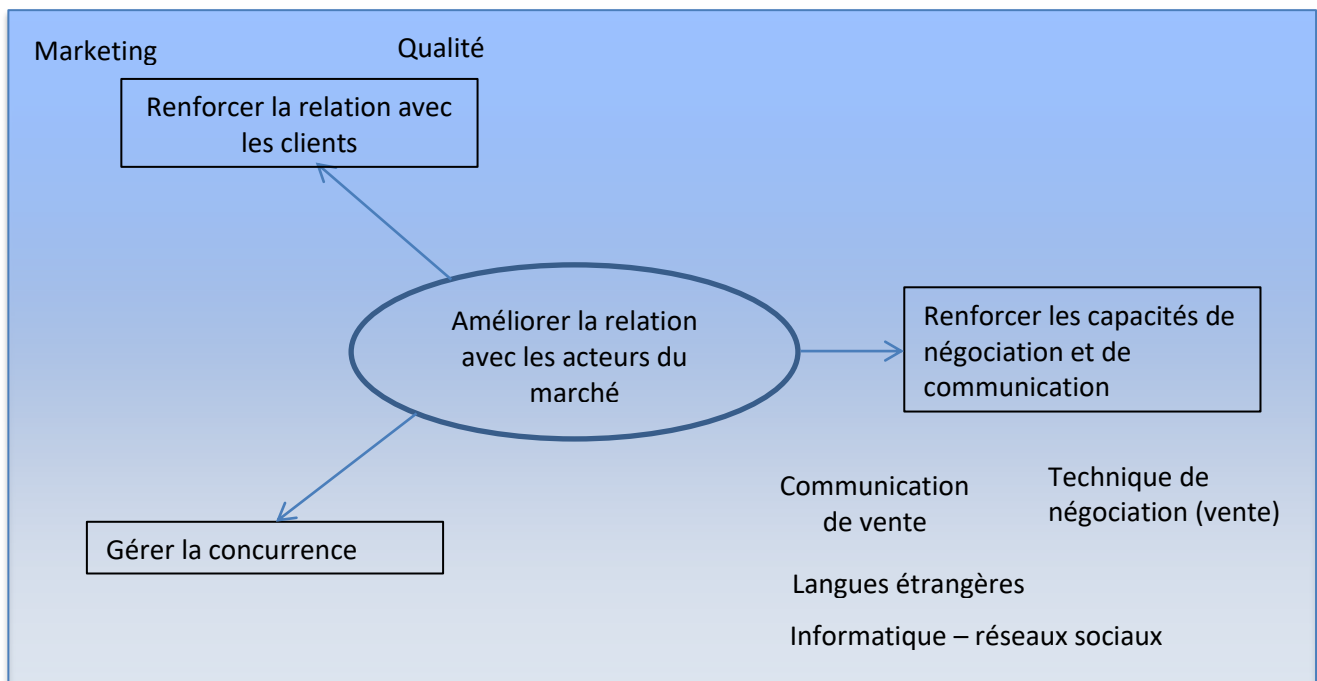 Marketing
Qualité
Renforcer la relation avec
les clients
Améliorer la relation
avec les acteurs du
marché
Renforcer les capacités de
négociation et de
communication
Gérer la concurrence
Communication
de vente
Technique de
négociation (vente)
Langues étrangères
Informatique – réseaux sociaux